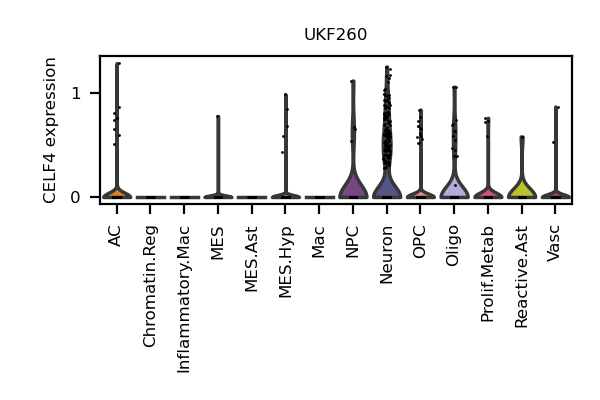 UKF260
CELF4 expression
1
0
AC
Chromatin.Reg
Inflammatory.Mac
MES
MES.Ast
MES.Hyp
Mac
NPC
Neuron
OPC
Oligo
Prolif.Metab
Reactive.Ast
Vasc